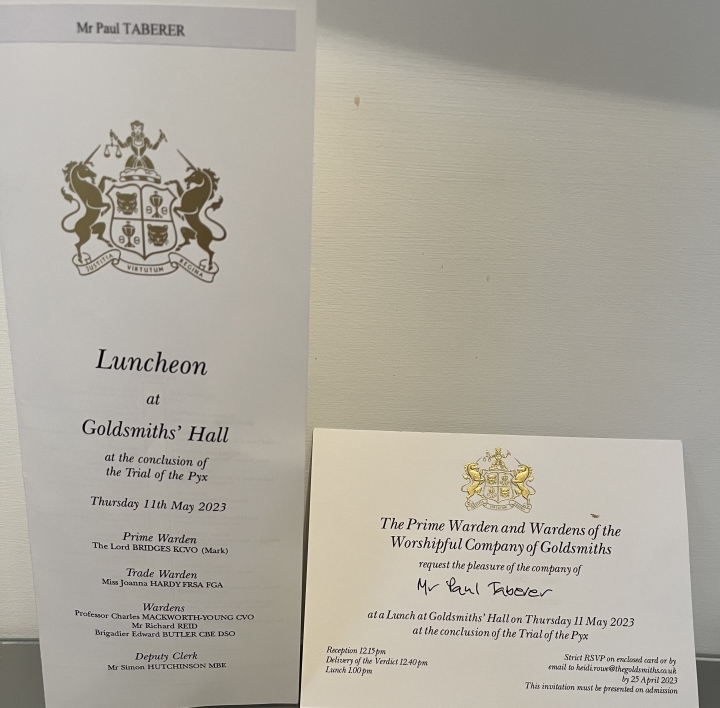 Mr Paul TABERER
JUSTITIA VIRTUTUM REGINA
Luncheon
at
Goldsmiths' Hall
at the conclusion of
the Trial of the Pyx
Thursday 11th May 2023
Prime Warden
The Lord BRIDGES KCVO (Mark)
Trade Warden
Miss Joanna HARDY FRSA FGA
Wardens
Professor Charles MACKWORTH-YOUNG CVO
Mr Richard REID
Brigadier Edward BUTLER CBE DSO
Deputy Clerk
Mr Simon HUTCHINSON MBE
The Prime Warden and Wardens of the
Worshipful Company of Goldsmiths
request the pleasure of the company of
Mr Paul Taberer
at a Lunch at Goldsmiths' Hall on Thursday 11 May 2023
at the conclusion of the Trial of the Pyx
Reception 12.15pm
Delivery of the Verdict 12.40pm
Lunch 1.00pm
Strict RSVP on enclosed card or by
email to heidi.rowe@thegoldsmiths.co.uk
by 25 April 2023
This invitation must be presented on admission